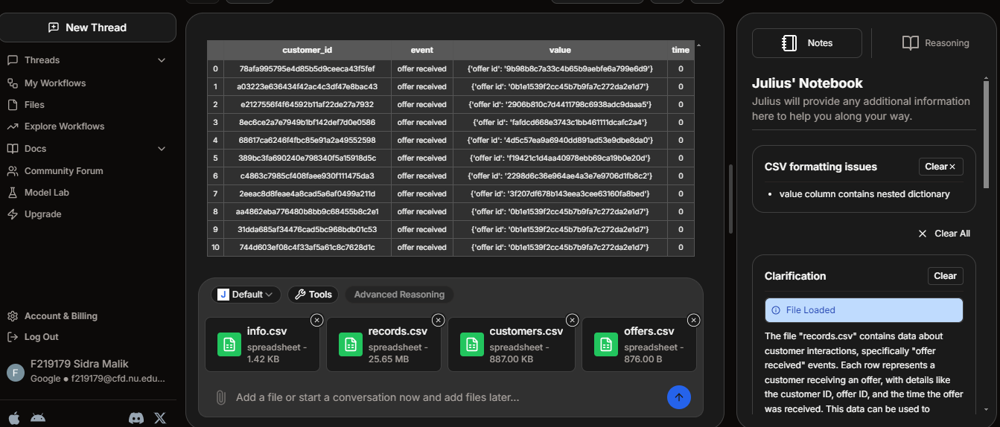 New Thread
Threads
My Workflows
Files
Explore Workflows
Docs
Community Forum
Model Lab
Upgrade
Account & Billing
Log Out
F
F219179 Sidra Malik
Google ● f219179@cfd.nu.edu...
customer_id event value time
0 78afa995795e4d85b5d9ceeca43f5fef offer received {'offer id': '9b98b8c7a33c4b65b9aebfe6a799e6d9'} 0
1 a03223e636434f42ac4c3df47e8bac43 offer received {'offer id': '0b1e1539f2cc45b7b9fa7c272da2e1d7'} 0
2 e2127556f4f64592b11af22de27a7932 offer received {'offer id': '2906b810c7d4411798c6938adc9daaa5'} 0
3 8ec6ce2a7e7949b1bf142def7d0e0586 offer received {'offer id': 'fafdcd668e3743c1bb461111dcafc2a4'} 0
4 68617ca6246f4fbc85e91a2a49552598 offer received {'offer id': '4d5c57ea9a6940dd891ad53e9dbe8da0'} 0
5 389bc3fa690240e798340f5a15918d5c offer received {'offer id': 'f19421c1d4aa40978ebb69ca19b0e20d'} 0
6 c4863c7985cf408faee930f111475da3 offer received {'offer id': '2298d6c36e964ae4a3e7e9706d1fb8c2'} 0
7 2eeac8d8feae4a8cad5a6af0499a211d offer received {'offer id': '3f207df678b143eea3cee63160fa8bed'} 0
8 aa4862eba776480b8bb9c68455b8c2e1 offer received {'offer id': '0b1e1539f2cc45b7b9fa7c272da2e1d7'} 0
9 31dda685af34476cad5bc968bdb01c53 offer received {'offer id': '0b1e1539f2cc45b7b9fa7c272da2e1d7'} 0
10 744d603ef08c4f33af5a61c8c7628d1c offer received {'offer id': '0b1e1539f2cc45b7b9fa7c272da2e1d7'} 0
J Default Tools Advanced Reasoning
info.csv
spreadsheet -
1.42 KB
records.csv
spreadsheet -
25.65 MB
customers.csv
spreadsheet -
887.00 KB
offers.csv
spreadsheet -
876.00 B
Add a file or start a conversation now and add files later...
Notes Reasoning
Julius' Notebook
Julius will provide any additional information
here to help you along your way.
CSV formatting issues Clear ×
• value column contains nested dictionary
Clear All
Clarification Clear
File Loaded
The file "records.csv" contains data about
customer interactions, specifically "offer
received" events. Each row represents a
customer receiving an offer, with details like
the customer ID, offer ID, and the time the offer
was received. This data can be used to